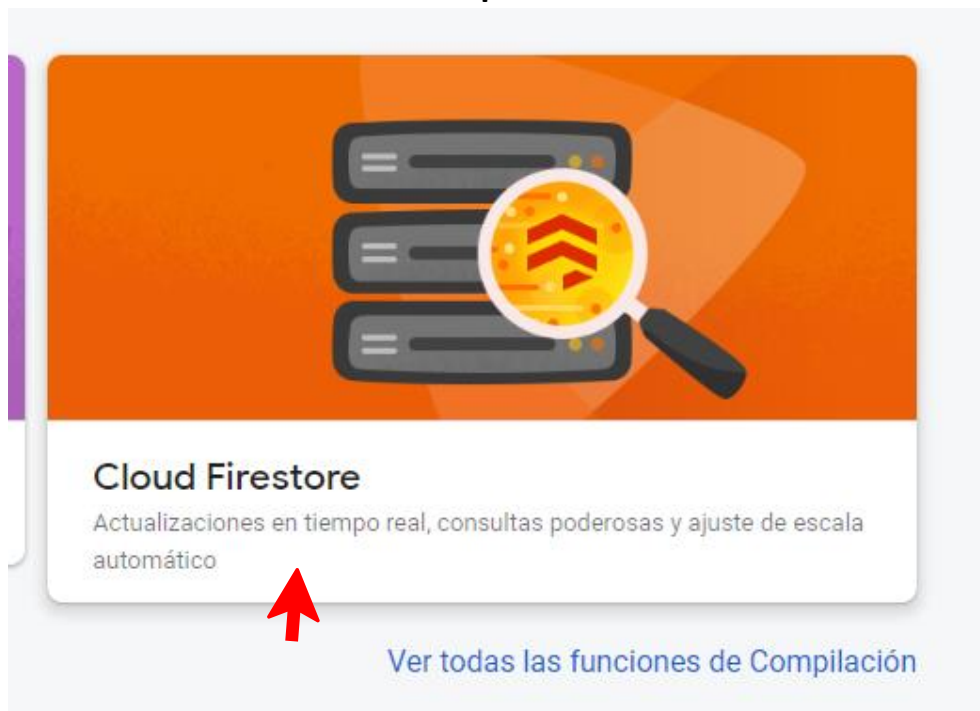 Cloud Firestore
Actualizaciones en tiempo real, consultas poderosas y ajuste de escala
automático
Ver todas las funciones de Compilación